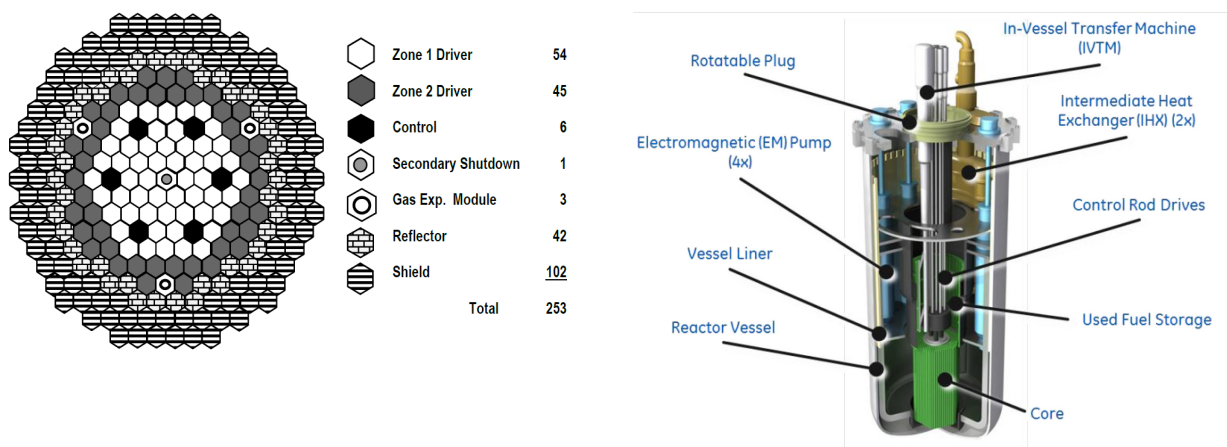 Zone 1 Driver 54
Zone 2 Driver 45
Control 6
Secondary Shutdown 1
Gas Exp. Module 3
Reflector 42
Shield 102
Total 253
In-Vessel Transfer Machine
(IVTM)
Rotatable Plug
Intermediate Heat
Exchanger (IHX) (2x)
Electromagnetic (EM) Pump
(4x)
Control Rod Drives
Vessel Liner
Used Fuel Storage
Reactor Vessel
Core